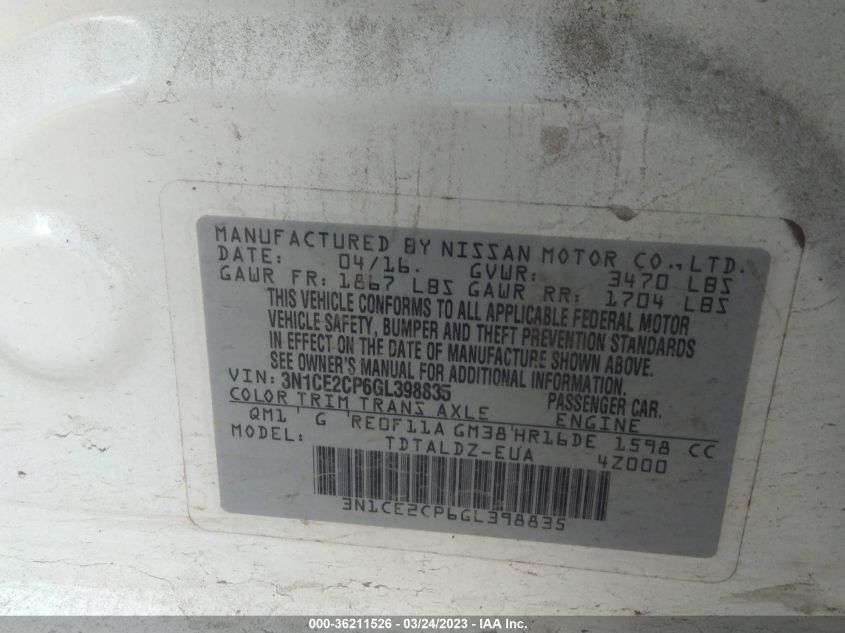 MANUFACTURED BY NISSAN MOTOR CO., LTD.
DATE: 04/16. GVWR: 3470 LBS
GAWR FR: 1867 LBS GAWR RR: 1704 LBS
THIS VEHICLE CONFORMS TO ALL APPLICABLE FEDERAL MOTOR
VEHICLE SAFETY, BUMPER AND THEFT PREVENTION STANDARDS
IN EFFECT ON THE DATE OF MANUFACTURE SHOWN ABOVE.
SEE OWNER'S MANUAL FOR ADDITIONAL INFORMATION.
VIN: 3N1CE2CP6GL398835 PASSENGER CAR.
COLOR TRIM TRANS AXLE ENGINE
QM1 ' G 'RE0F11A GM38'HR16DE 1598 CC
MODEL: TDTALDZ-EUA 4Z000
3N1CE2CP6GL398835
000-36211526 - 03/24/2023 - IAA Inc.